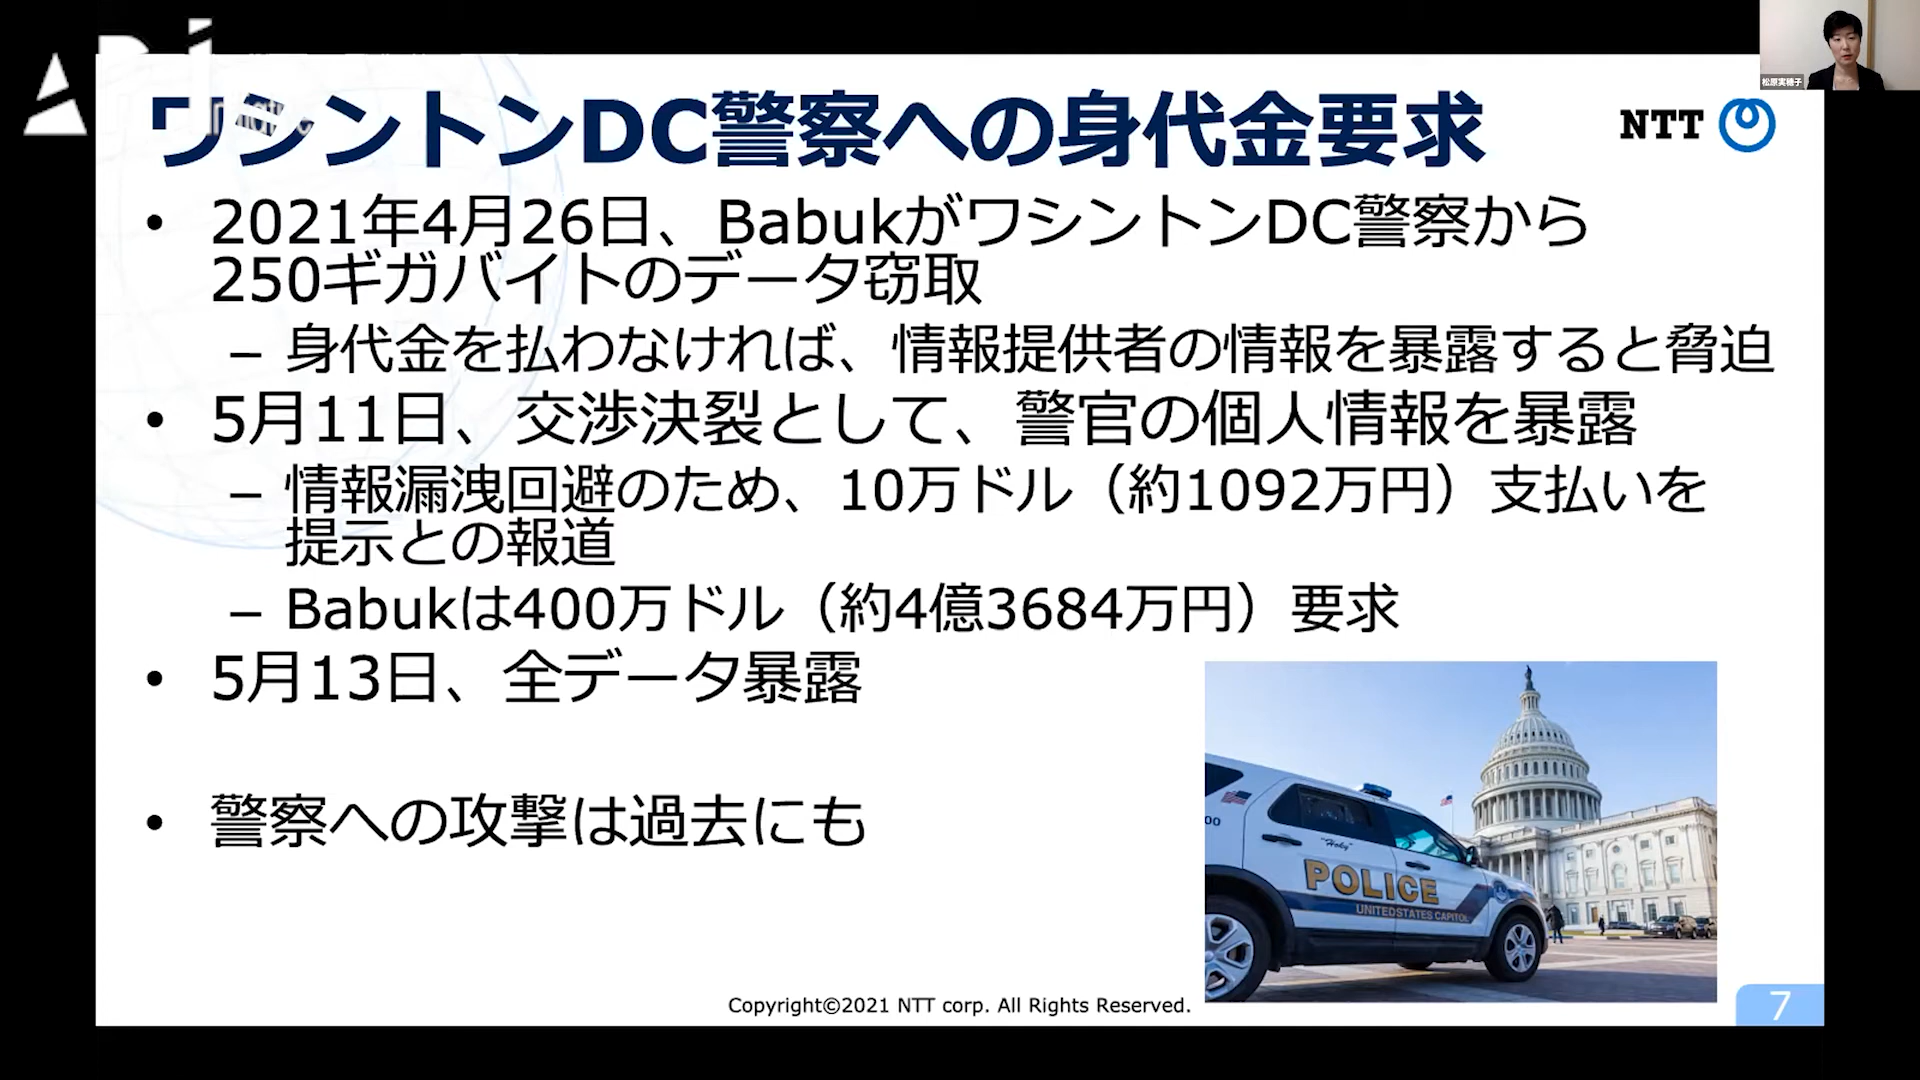 松原実穂子
ワシントンDC警察への身代金要求
NTT
• 2021年4月26日、BabukがワシントンDC警察から
250ギガバイトのデータ窃取
– 身代金を払わなければ、情報提供者の情報を暴露すると脅迫
• 5月11日、交渉決裂として、警官の個人情報を暴露
– 情報漏洩回避のため、10万ドル（約1092万円）支払いを
提示との報道
– Babukは400万ドル（約4億3684万円）要求
• 5月13日、全データ暴露
• 警察への攻撃は過去にも
"Hoky"
POLICE
UNITED STATES CAPITOL
Copyright©2021 NTT corp. All Rights Reserved.
7